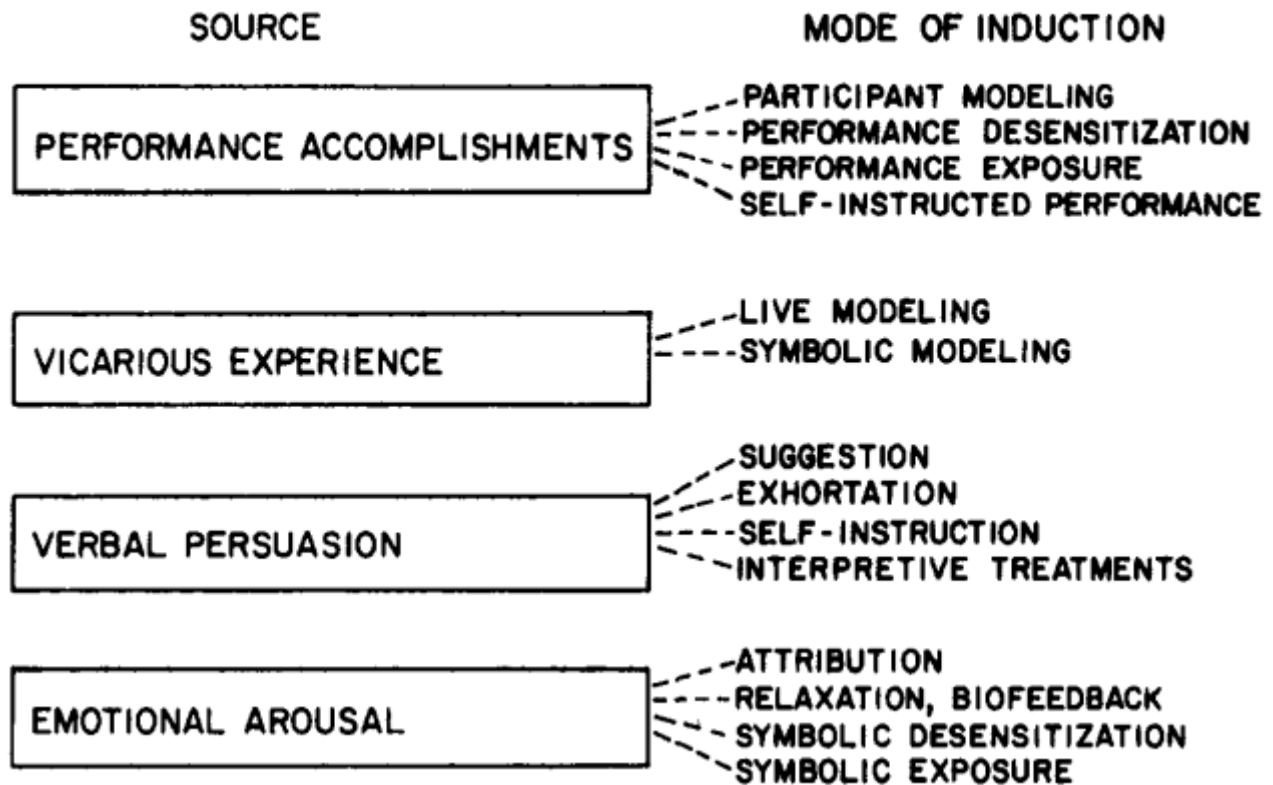 SOURCE MODE OF INDUCTION
PERFORMANCE ACCOMPLISHMENTS
PARTICIPANT MODELING
PERFORMANCE DESENSITIZATION
PERFORMANCE EXPOSURE
SELF-INSTRUCTED PERFORMANCE
VICARIOUS EXPERIENCE
LIVE MODELING
SYMBOLIC MODELING
VERBAL PERSUASION
SUGGESTION
EXHORTATION
SELF-INSTRUCTION
INTERPRETIVE TREATMENTS
EMOTIONAL AROUSAL
ATTRIBUTION
RELAXATION, BIOFEEDBACK
SYMBOLIC DESENSITIZATION
SYMBOLIC EXPOSURE